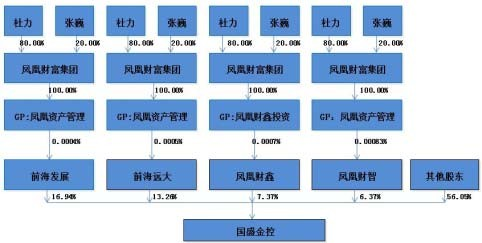 杜力 张巍 杜力 张巍 杜力 张巍 杜力 张巍
80.00% 20.00% 80.00% 20.00% 80.00% 20.00% 80.00% 20.00%
凤凰财富集团 凤凰财富集团 凤凰财富集团 凤凰财富集团
100.00% 100.00% 100.00% 100.00%
GP:凤凰资产管理 GP:凤凰资产管理 GP:凤凰财鑫投资 GP：凤凰资产管理
0.0004% 0.0005% 0.0007% 0.00083%
前海发展 前海远大 凤凰财鑫 凤凰财智 其他股东
16.94% 13.26% 7.37% 6.37% 56.05%
国盛金控